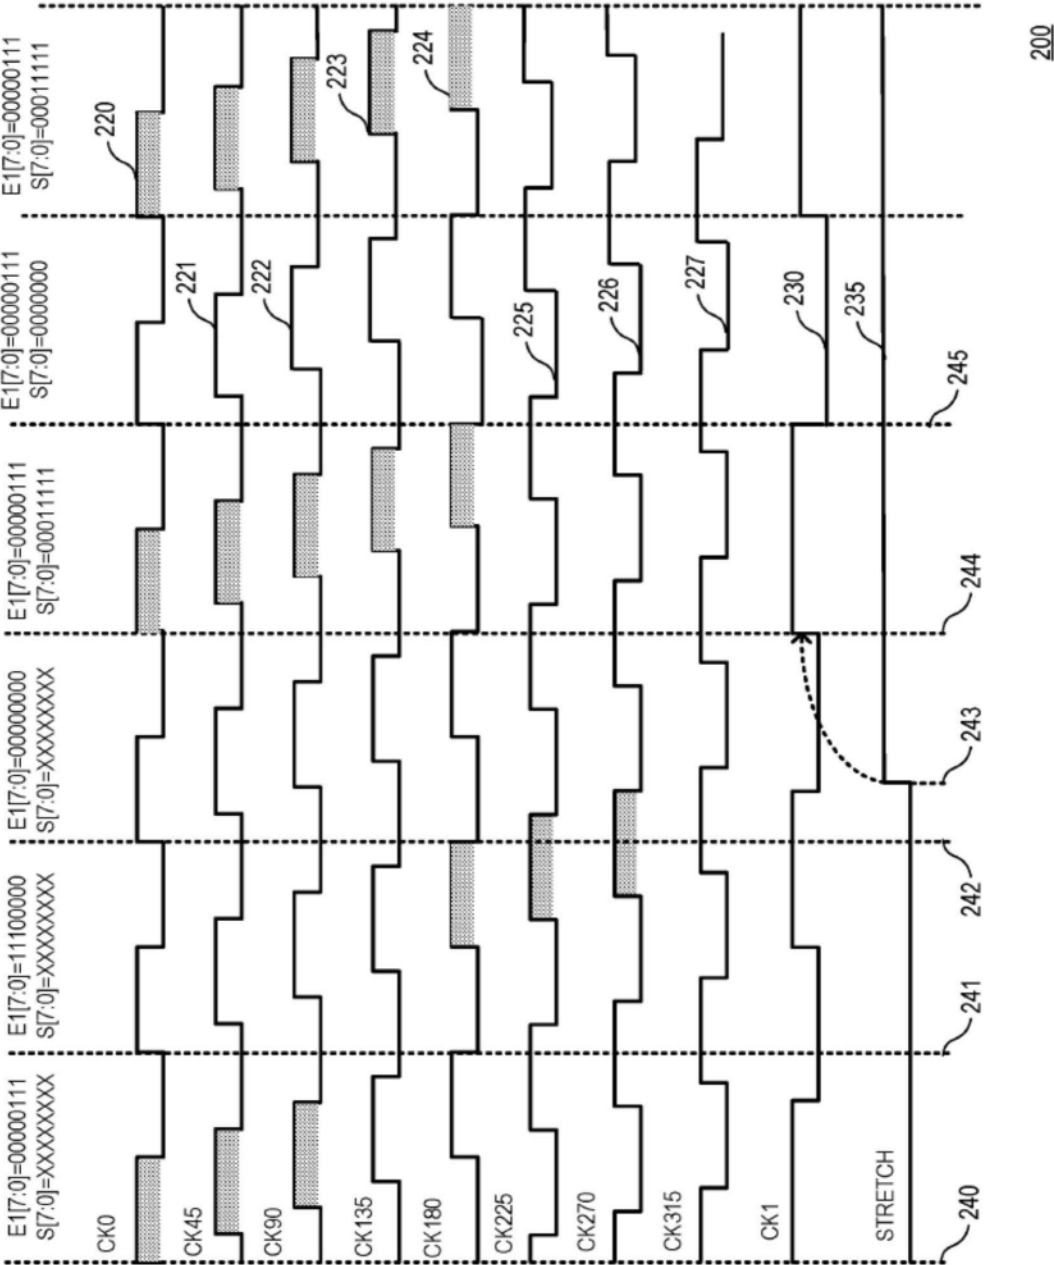 E1[7:0]=00000111
S[7:0]=XXXXXXXX
E1[7:0]=11100000
S[7:0]=XXXXXXXX
E1[7:0]=00000000
S[7:0]=XXXXXXXX
E1[7:0]=00000111
S[7:0]=00011111
E1[7:0]=00000111
S[7:0]=00000000
E1[7:0]=00000111
S[7:0]=00011111
CK0
220
CK45
221
CK90
222
CK135
223
CK180
224
CK225
225
CK270
226
CK315
227
CK1
230
STRETCH
235
240
241
242
243
244
245
200